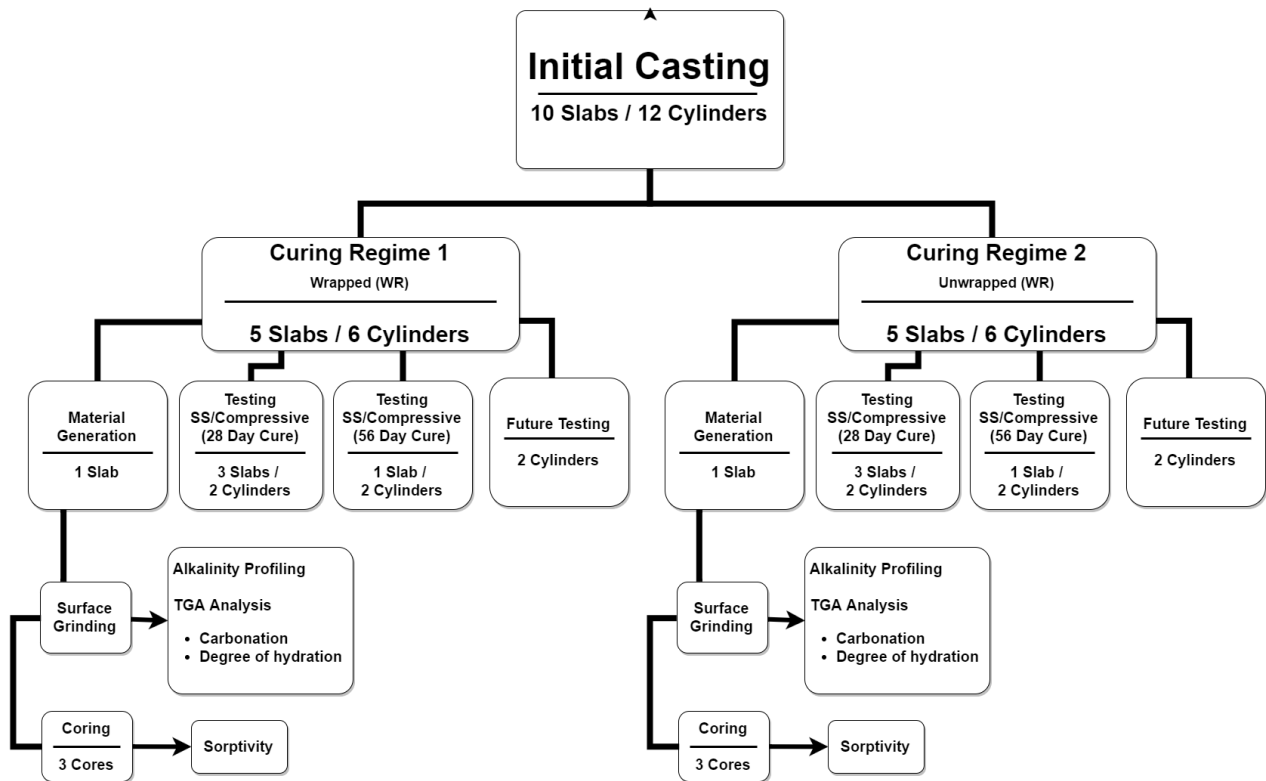 Initial Casting
10 Slabs / 12 Cylinders
Curing Regime 1
Wrapped (WR)
5 Slabs / 6 Cylinders
Curing Regime 2
Unwrapped (WR)
5 Slabs / 6 Cylinders
Material
Generation
1 Slab
Testing
SS/Compressive
(28 Day Cure)
3 Slabs /
2 Cylinders
Testing
SS/Compressive
(56 Day Cure)
1 Slab /
2 Cylinders
Future Testing
2 Cylinders
Material
Generation
1 Slab
Testing
SS/Compressive
(28 Day Cure)
3 Slabs /
2 Cylinders
Testing
SS/Compressive
(56 Day Cure)
1 Slab /
2 Cylinders
Future Testing
2 Cylinders
Surface
Grinding
Alkalinity Profiling
TGA Analysis
• Carbonation
• Degree of hydration
Coring
3 Cores
Sorptivity
Surface
Grinding
Alkalinity Profiling
TGA Analysis
• Carbonation
• Degree of hydration
Coring
3 Cores
Sorptivity